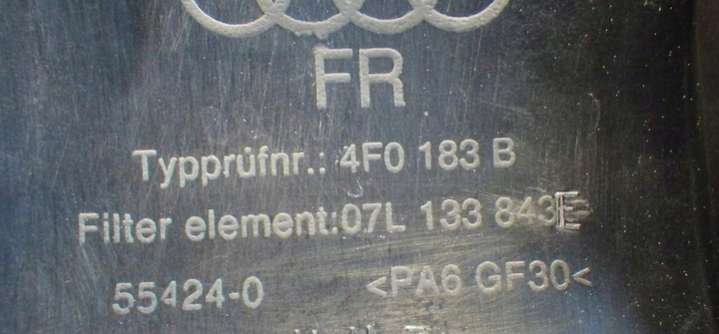 FR
Typprüfnr.: 4F0 183 B
Filter element:07L 133 843E
55424-0 <PA6 GF30<